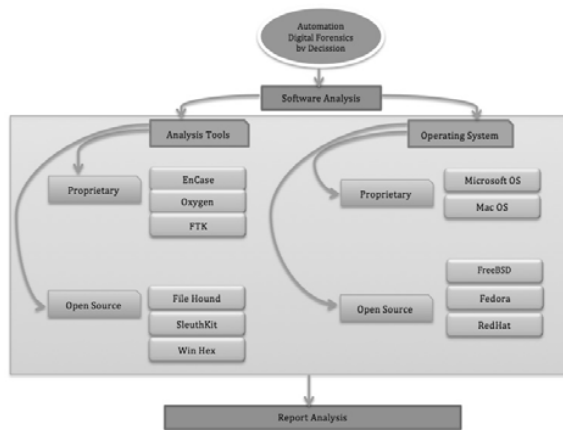 Automation
Digital Forensics
by Decission
Software Analysis
Analysis Tools
Operating System
Proprietary
EnCase
Oxygen
FTK
Proprietary
Microsoft OS
Mac OS
Open Source
File Hound
SleuthKit
Win Hex
Open Source
FreeBSD
Fedora
RedHat
Report Analysis